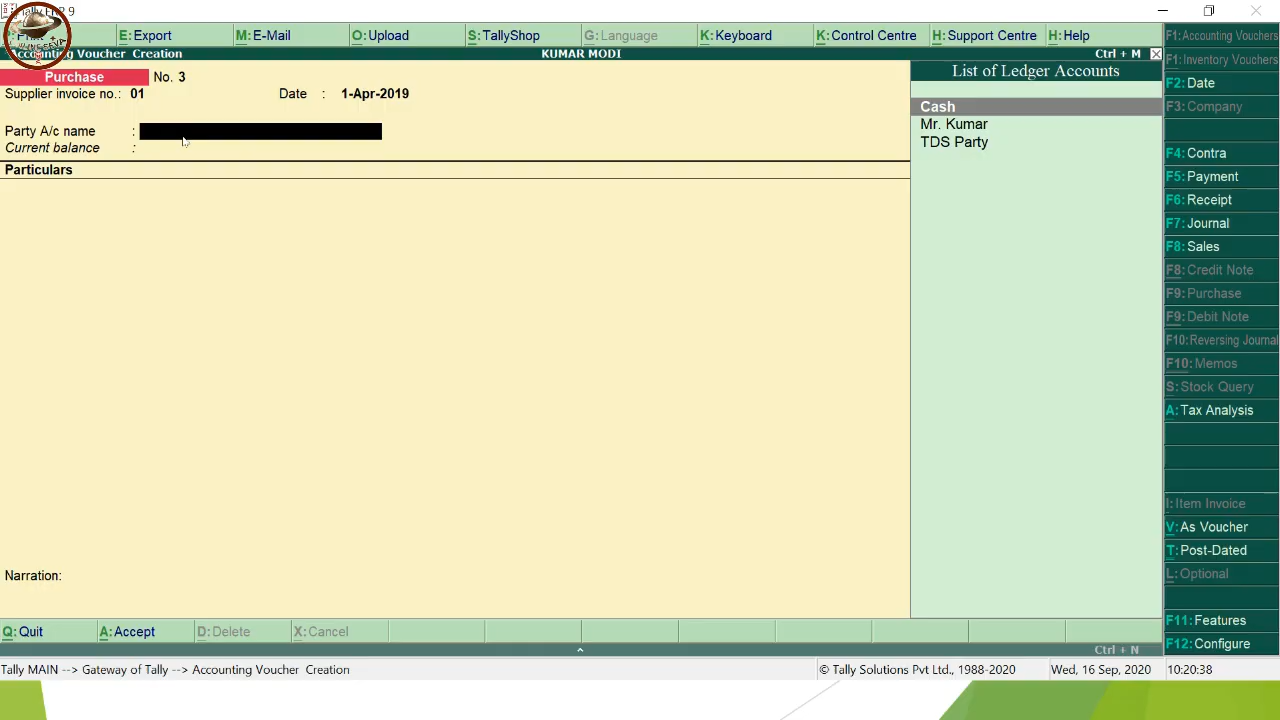 Tally ERP 9
E: Export
M: E-Mail
O: Upload
S: TallyShop
G: Language
K: Keyboard
K: Control Centre
H: Support Centre
H: Help
Accounting Voucher Creation
KUMAR MODI
Ctrl + M
Purchase No. 3
Supplier invoice no.: 01 Date : 1-Apr-2019
Party A/c name :
Current balance :
Particulars
Narration:
List of Ledger Accounts
Cash
Mr. Kumar
TDS Party
F1: Accounting Vouchers
F1: Inventory Vouchers
F2: Date
F3: Company
F4: Contra
F5: Payment
F6: Receipt
F7: Journal
F8: Sales
F8: Credit Note
F9: Purchase
F9: Debit Note
F10: Reversing Journal
F10: Memos
S: Stock Query
A: Tax Analysis
I: Item Invoice
V: As Voucher
T: Post-Dated
L: Optional
F11: Features
F12: Configure
Q: Quit
A: Accept
D: Delete
X: Cancel
Ctrl + N
Tally MAIN --> Gateway of Tally --> Accounting Voucher Creation
© Tally Solutions Pvt Ltd., 1988-2020
Wed, 16 Sep, 2020
10:20:38